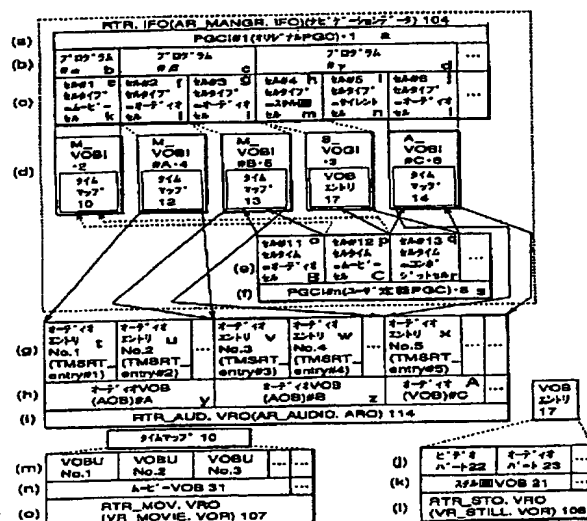 RTR. IFO(AR_MANGR. IFO)(ナビゲーションデータ) 104
(a) PGCI#1(オリジナルPGC)・1 a
(b) プログラム #α b プログラム #β c プログラム #γ d ...
(c) セル#1 e セルタイプ =ムービー セル k
セル#2 f セルタイプ =オーディオ セル l
セル#3 g セルタイプ =オーディオ セル l
セル#4 h セルタイプ =スチル画 セル m
セル#5 i セルタイプ =サイレント セル n
セル#6 j セルタイプ =オーディオ セル l
...
(d) M_ VOBI ・2 タイム マップ 10
M_ VOBI #A・4 タイム マップ 12
M_ VOBI #B・5 タイム マップ 13
S_ VOGI ・3 VOB エントリ 17
A_ VOBI #C・6 タイム マップ 14
(e) セル#11 o セルタイム =オーディオ セル B
セル#12 p セルタイム =ムービー セル C
セル#13 q セルタイム セル r
...
(f) PGCI#n(ユーザ定義PGC)・8 s
(g) オーディオ エントリ No.1 t (TMSRT_ entry#1)
オーディオ エントリ No.2 u (TMSRT_ entry#2)
...
オーディオ エントリ No.3 v (TMSRT_ entry#3)
オーディオ エントリ No.4 w (TMSRT_ entry#4)
...
オーディオ エントリ No.5 x (TMSRT_ entry#5)
...
(h) オーディオVOB (AOB)#A y
オーディオVOB (AOB)#B z
オーディオ A (VOB)#C
...
(i) RTR_AUD. VRO(AR_AUDIO. ARO) 114
VOB エントリ 17
タイムマップ 10
(m) VOBU No.1 VOBU No.2 VOBU No.3 ...
(n) ムービーVOB 31 ...
(o) RTR_MOV. VRO (VR_MOVIE. VOR) 107
(j) ビデオ パート22 オーディオ パート 23 ...
(k) スチル画VOB 21 ...
(l) RTR_STO. VRO (VR_STILL. VOR) 106